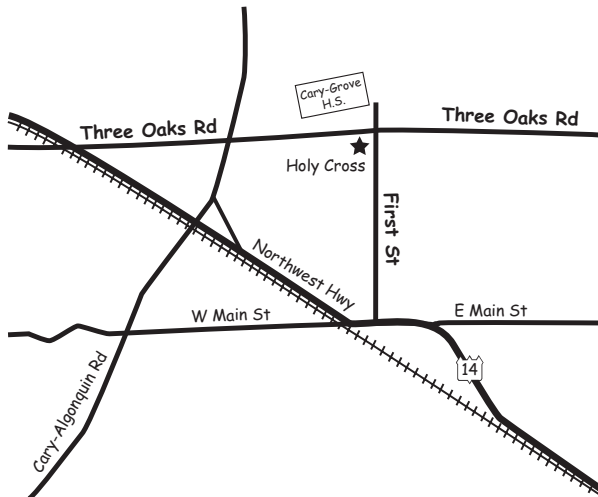 Cary-Grove
H.S.
Three Oaks Rd
Three Oaks Rd
Holy Cross
First St
Northwest Hwy
W Main St
E Main St
14
Cary-Algonquin Rd